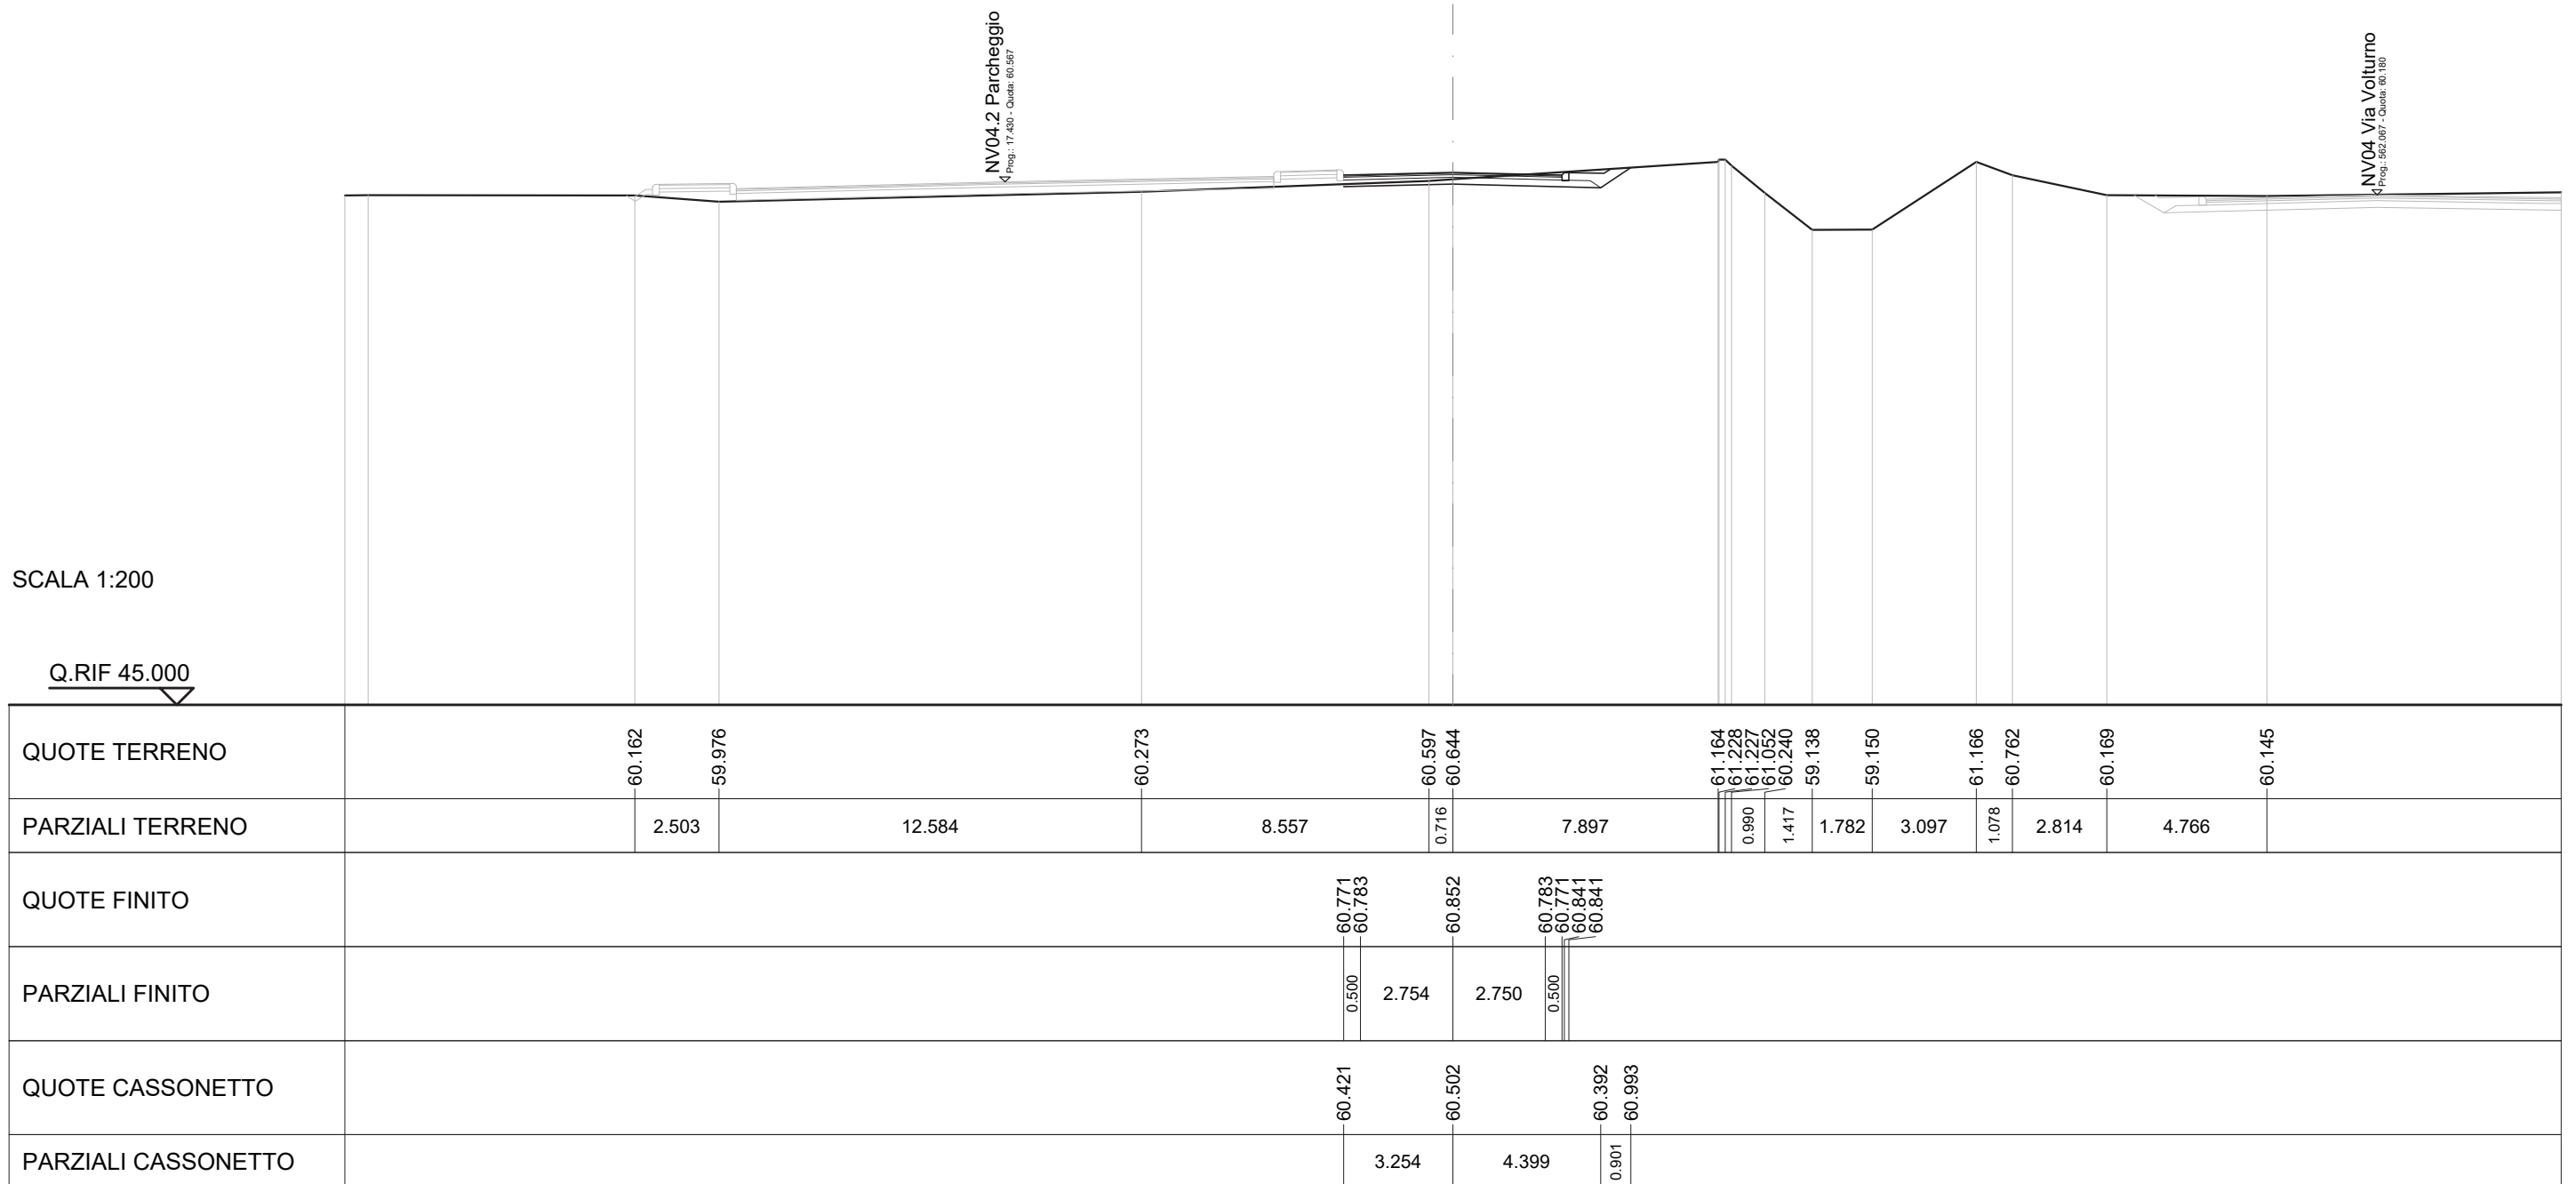 NV04.2 Parcheggio
Prog.: 17.430 - Quota: 60.567
NV04 Via Volturno
Prog.: 562.067 - Quota: 60.180
SCALA 1:200
Q.RIF 45.000
QUOTE TERRENO 60.162 59.976 60.273 60.597 60.644 61.164 61.228 61.227 61.052 60.240 59.138 59.150 61.166 60.762 60.169 60.145
PARZIALI TERRENO 2.503 12.584 8.557 0.716 7.897 0.990 1.417 1.782 3.097 1.078 2.814 4.766
QUOTE FINITO 60.771 60.783 60.852 60.783 60.771 60.841 60.841
PARZIALI FINITO 0.500 2.754 2.750 0.500
QUOTE CASSONETTO 60.421 60.502 60.392 60.993
PARZIALI CASSONETTO 3.254 4.399 0.901